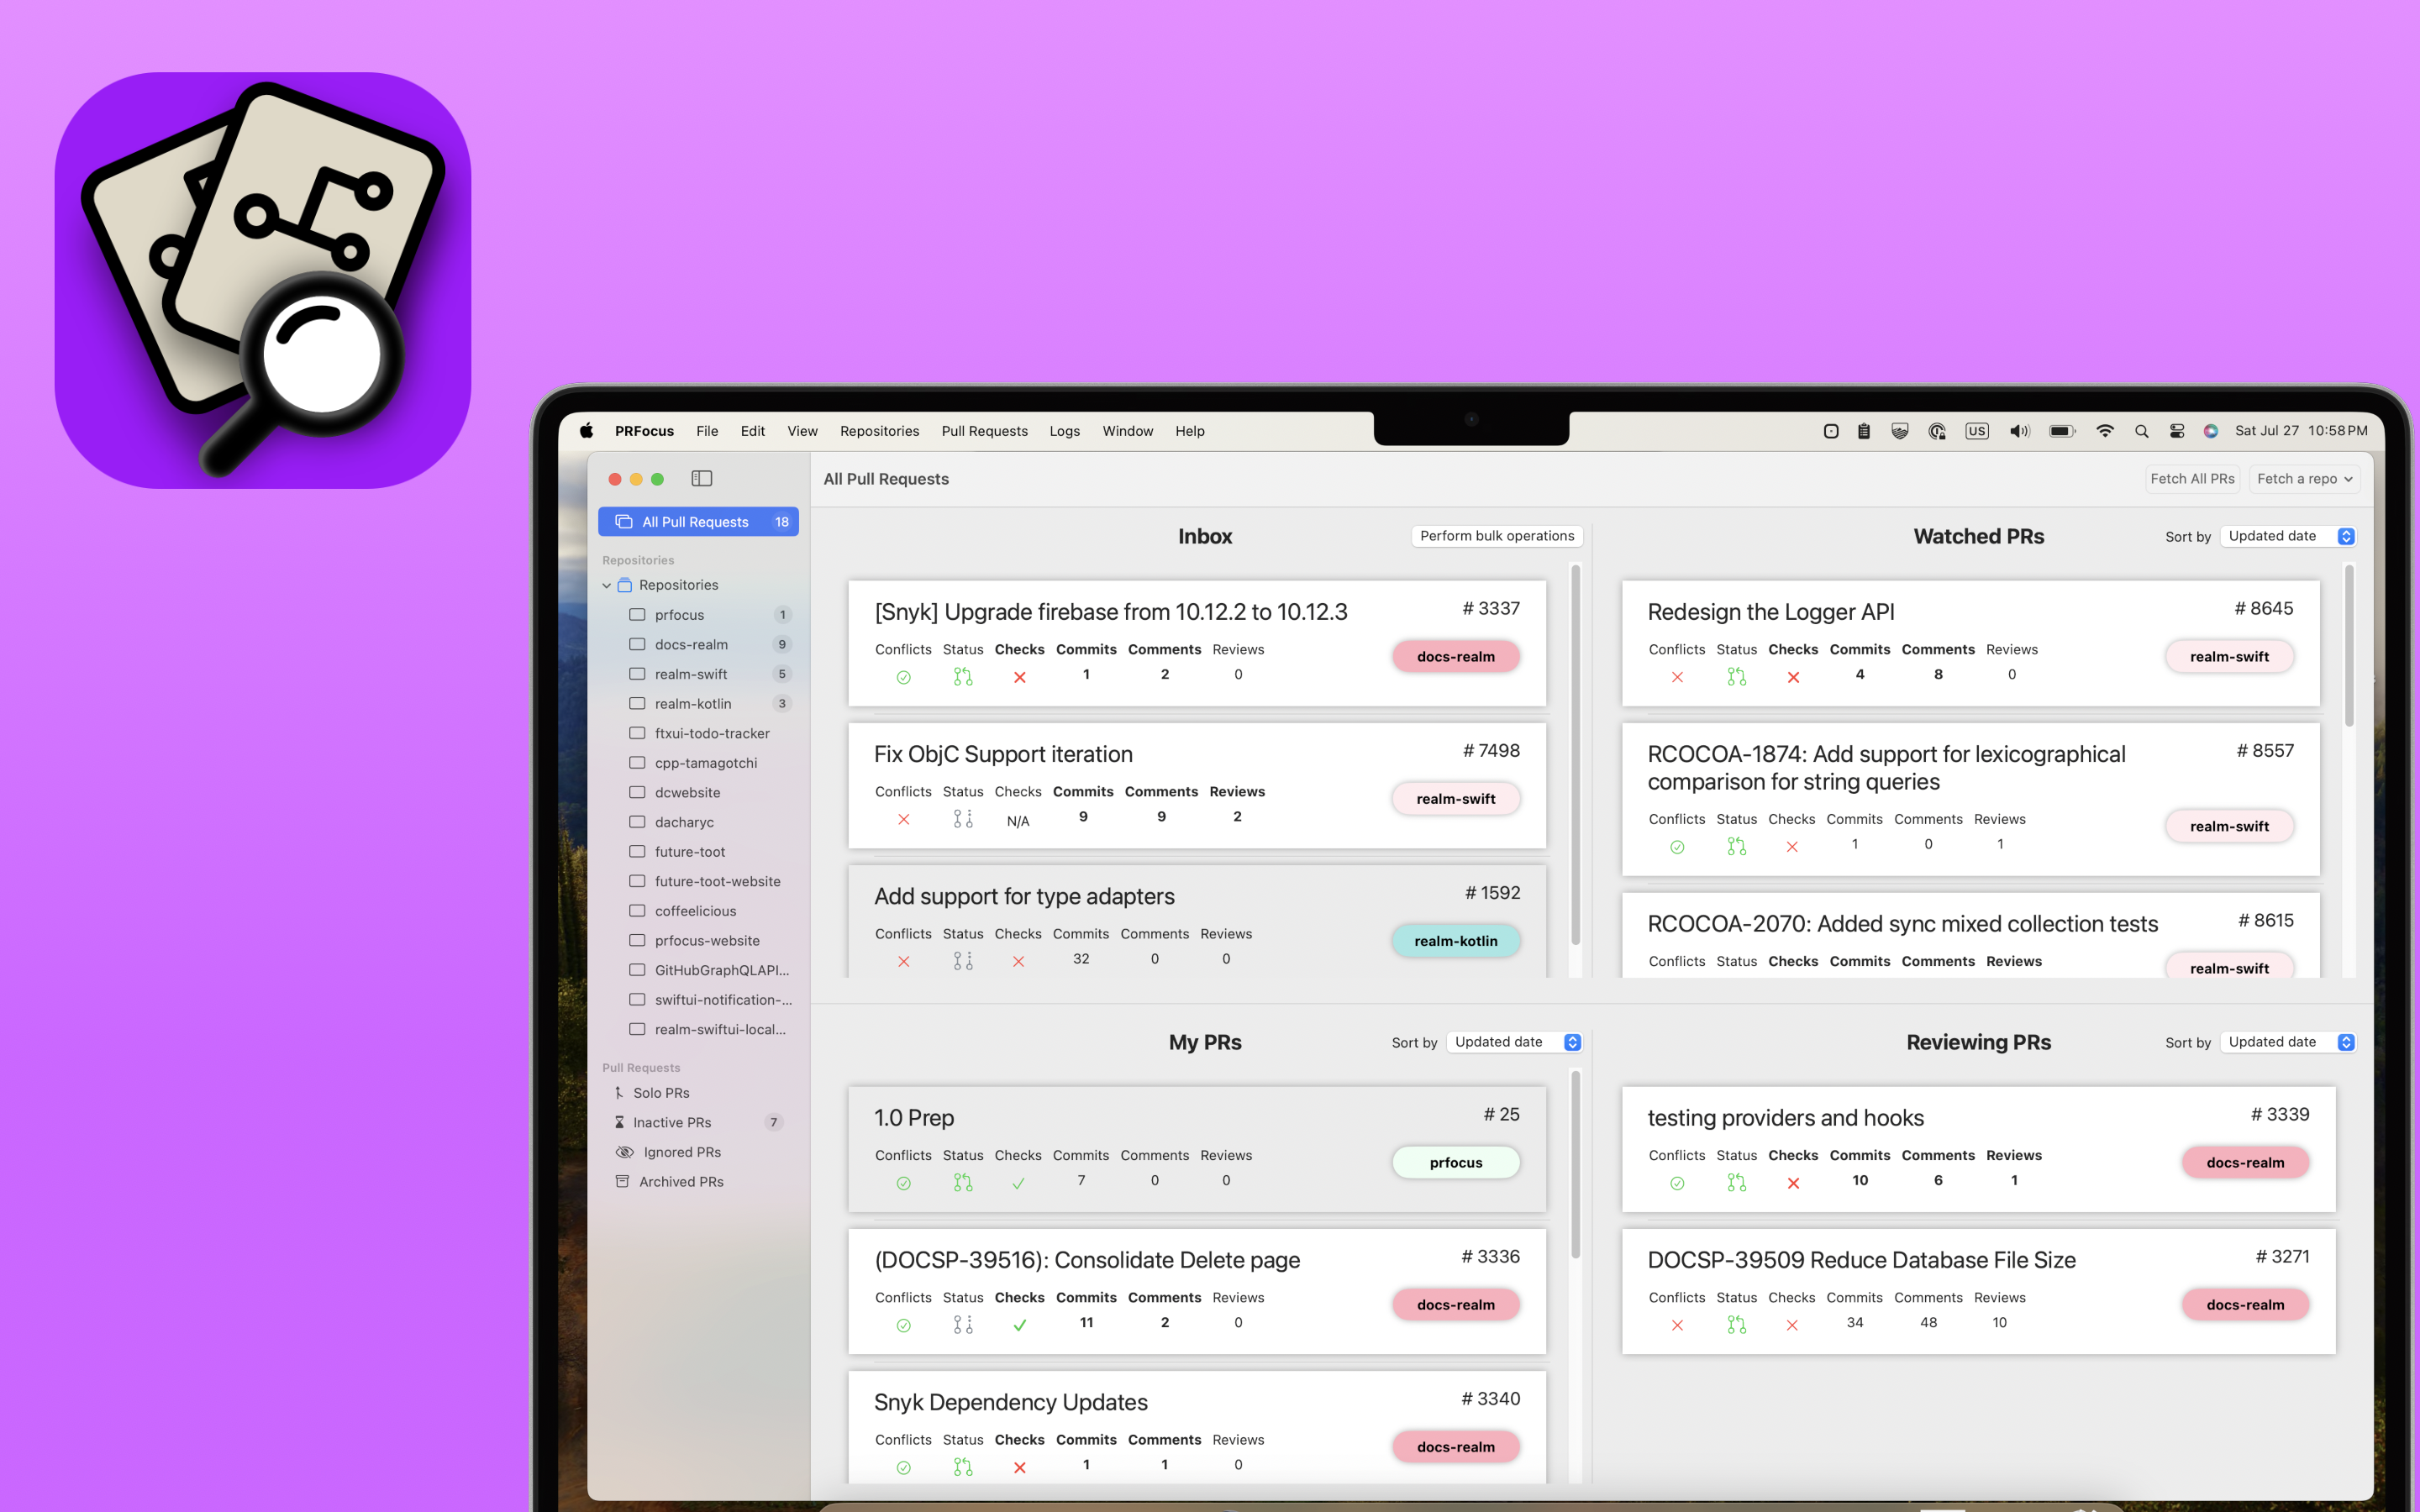 PRFocus File Edit View Repositories Pull Requests Logs Window Help US Sat Jul 27 10:58 PM
All Pull Requests 18
Repositories
Repositories
prfocus 1
docs-realm 9
realm-swift 5
realm-kotlin 3
ftxui-todo-tracker
cpp-tamagotchi
dcwebsite
dacharyc
future-toot
future-toot-website
coffeelicious
prfocus-website
GitHubGraphQLAPI...
swiftui-notification-...
realm-swiftui-local...
Pull Requests
Solo PRs
Inactive PRs 7
Ignored PRs
Archived PRs
All Pull Requests Fetch All PRs Fetch a repo
Inbox Perform bulk operations
[Snyk] Upgrade firebase from 10.12.2 to 10.12.3 # 3337
Conflicts Status Checks Commits Comments Reviews
docs-realm
1 2 0
Fix ObjC Support iteration # 7498
Conflicts Status Checks Commits Comments Reviews
realm-swift
N/A 9 9 2
Add support for type adapters # 1592
Conflicts Status Checks Commits Comments Reviews
realm-kotlin
32 0 0
Watched PRs Sort by Updated date
Redesign the Logger API # 8645
Conflicts Status Checks Commits Comments Reviews
realm-swift
4 8 0
RCOCOA-1874: Add support for lexicographical # 8557
comparison for string queries
Conflicts Status Checks Commits Comments Reviews
realm-swift
1 0 1
RCOCOA-2070: Added sync mixed collection tests # 8615
Conflicts Status Checks Commits Comments Reviews
realm-swift
My PRs Sort by Updated date
1.0 Prep # 25
Conflicts Status Checks Commits Comments Reviews
prfocus
7 0 0
(DOCSP-39516): Consolidate Delete page # 3336
Conflicts Status Checks Commits Comments Reviews
docs-realm
11 2 0
Snyk Dependency Updates # 3340
Conflicts Status Checks Commits Comments Reviews
docs-realm
1 1 0
Reviewing PRs Sort by Updated date
testing providers and hooks # 3339
Conflicts Status Checks Commits Comments Reviews
docs-realm
10 6 1
DOCSP-39509 Reduce Database File Size # 3271
Conflicts Status Checks Commits Comments Reviews
docs-realm
34 48 10